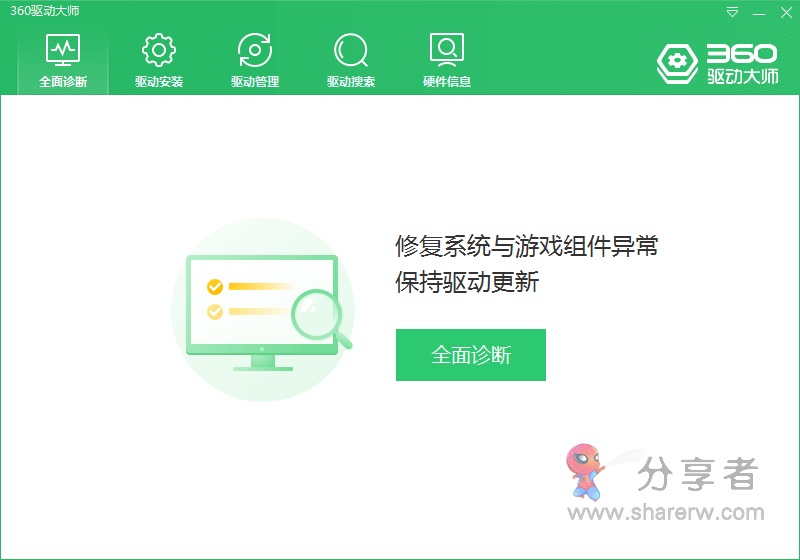 360驱动大师
全面诊断
驱动安装
驱动管理
驱动搜索
硬件信息
360
驱动大师
修复系统与游戏组件异常
保持驱动更新
全面诊断
分享者
www.sharerw.com